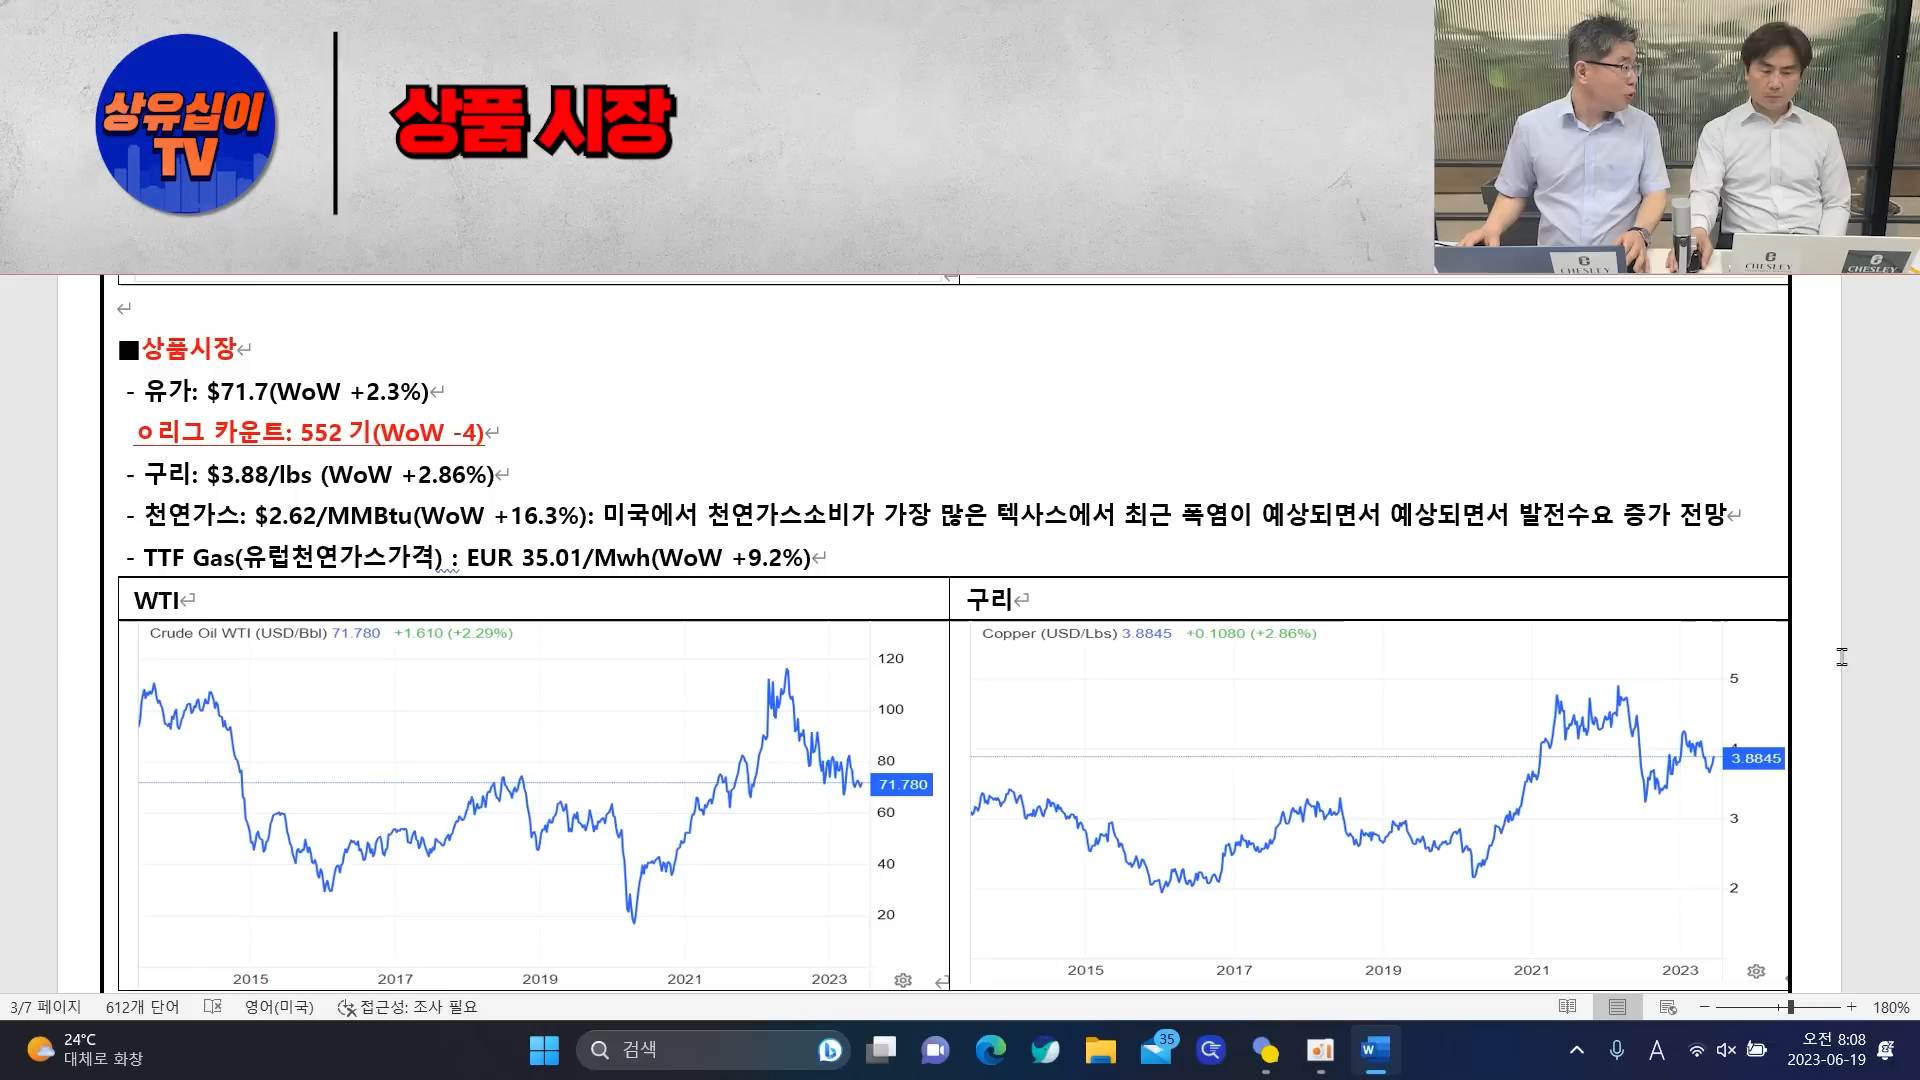 상유십이
TV
상품 시장
CHESLEY
CHESLEY
CHESLEY
■상품시장
- 유가: $71.7(WoW +2.3%)
ㅇ리그 카운트: 552 기(WoW -4)
- 구리: $3.88/lbs (WoW +2.86%)
- 천연가스: $2.62/MMBtu(WoW +16.3%): 미국에서 천연가스소비가 가장 많은 텍사스에서 최근 폭염이 예상되면서 예상되면서 발전수요 증가 전망
- TTF Gas(유럽천연가스가격) : EUR 35.01/Mwh(WoW +9.2%)
WTI
구리
Crude Oil WTI (USD/Bbl) 71.780 +1.610 (+2.29%)
120
100
80
71.780
60
40
20
2015 2017 2019 2021 2023
Copper (USD/Lbs) 3.8845 +0.1080 (+2.86%)
5
4
3.8845
3
2
2015 2017 2019 2021 2023
3/7 페이지 612개 단어 영어(미국) 접근성: 조사 필요 180%
24°C
대체로 화창
검색
35
A
오전 8:08
2023-06-19